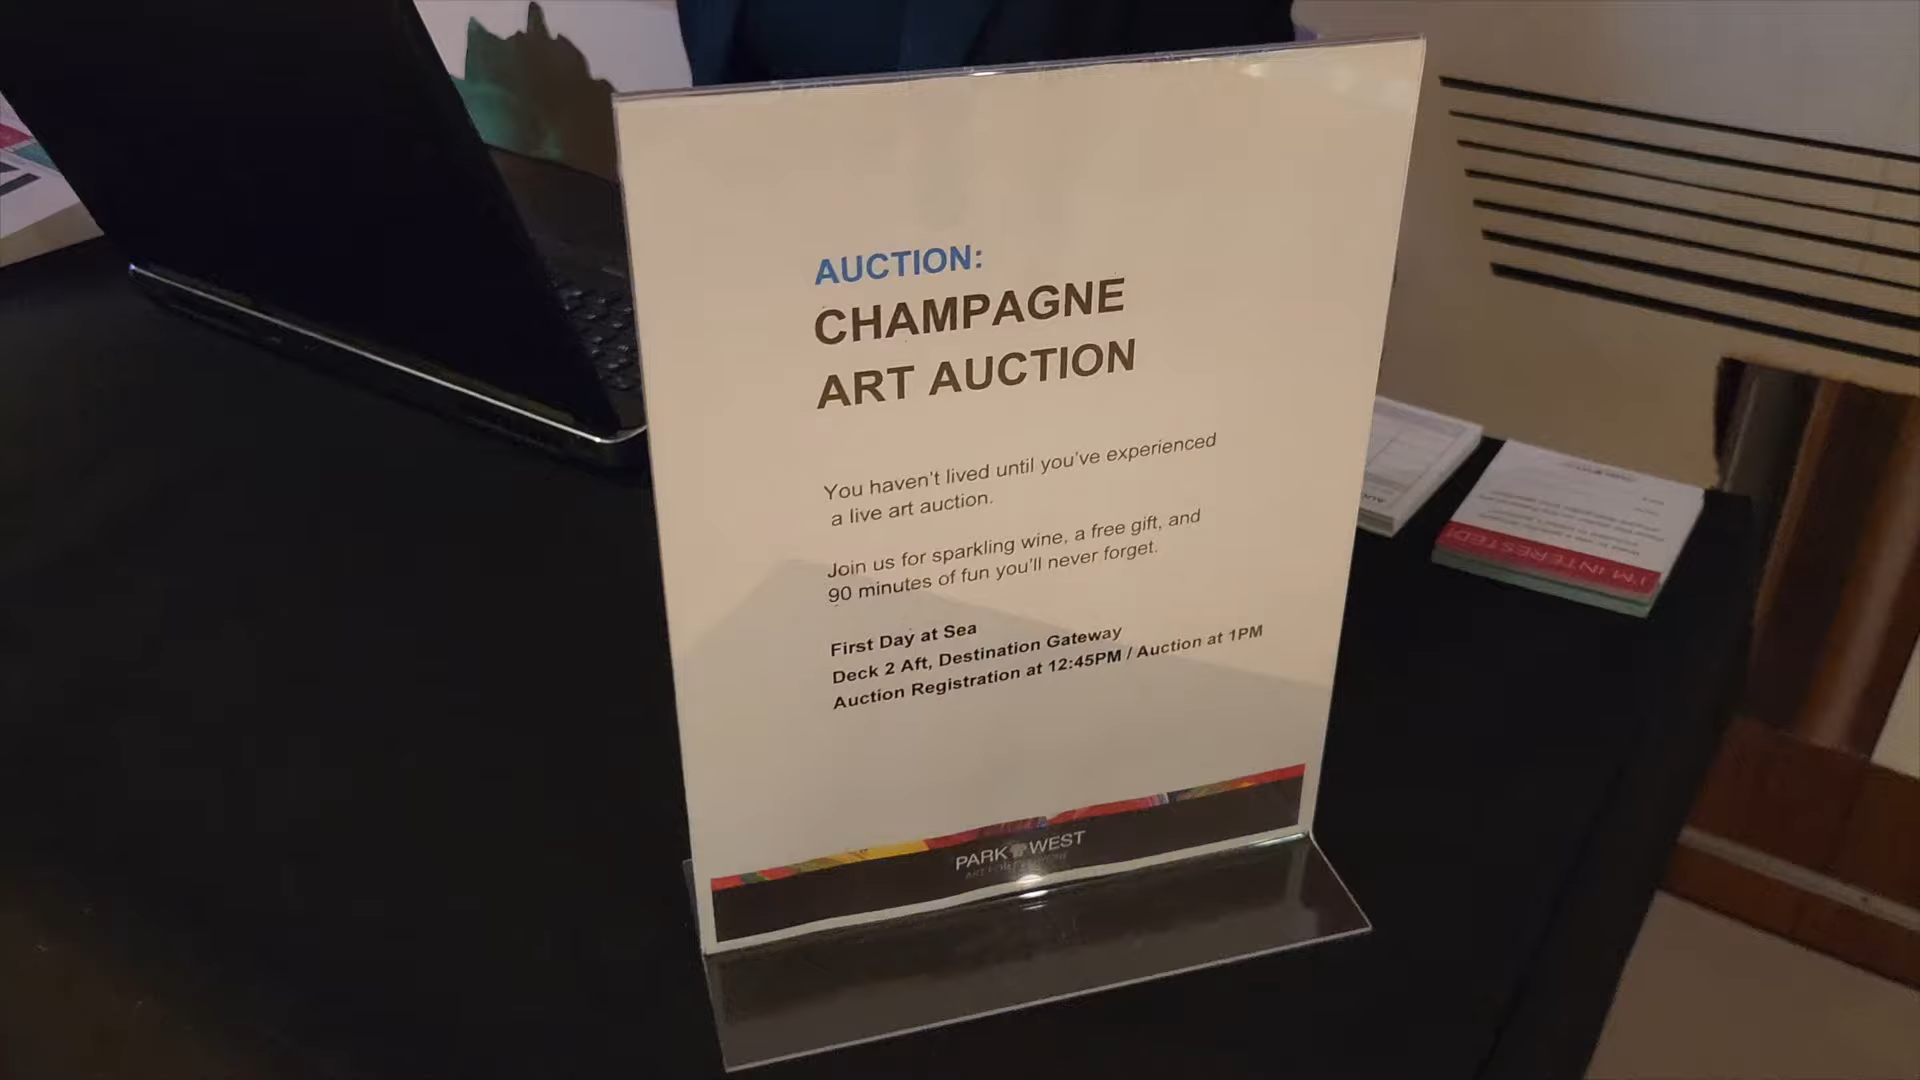 AUCTION:
CHAMPAGNE
ART AUCTION
You haven't lived until you've experienced
a live art auction.
Join us for sparkling wine, a free gift, and
90 minutes of fun you'll never forget.
First Day at Sea
Deck 2 Aft, Destination Gateway
Auction Registration at 12:45PM / Auction at 1PM
PARK WEST
I'M INTERESTED!